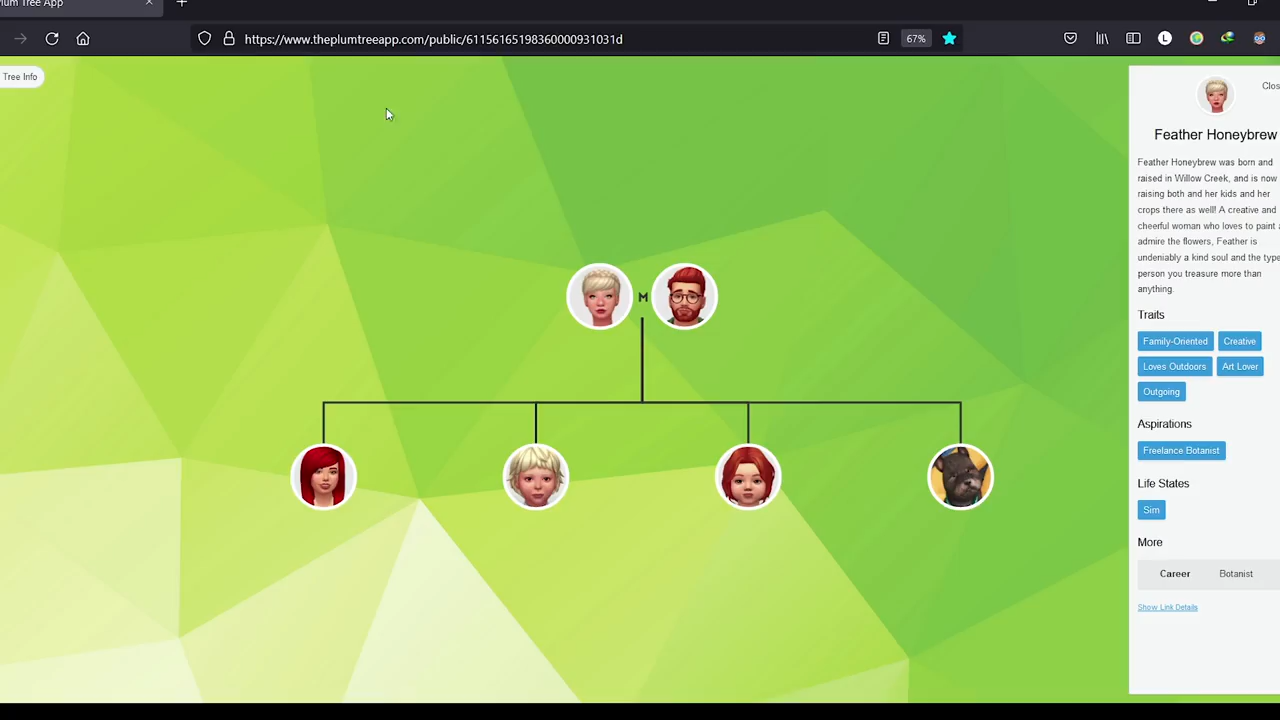 lum Tree App
https://www.theplumtreeapp.com/public/61156165198360000931031d
67%
L
Tree Info
Clos
Feather Honeybrew
Feather Honeybrew was born and
raised in Willow Creek, and is now
raising both and her kids and her
crops there as well! A creative and
cheerful woman who loves to paint
admire the flowers, Feather is
undeniably a kind soul and the type
person you treasure more than
anything.
M
Traits
Family-Oriented Creative
Loves Outdoors Art Lover
Outgoing
Aspirations
Freelance Botanist
Life States
Sim
More
Career Botanist
Show Link Details